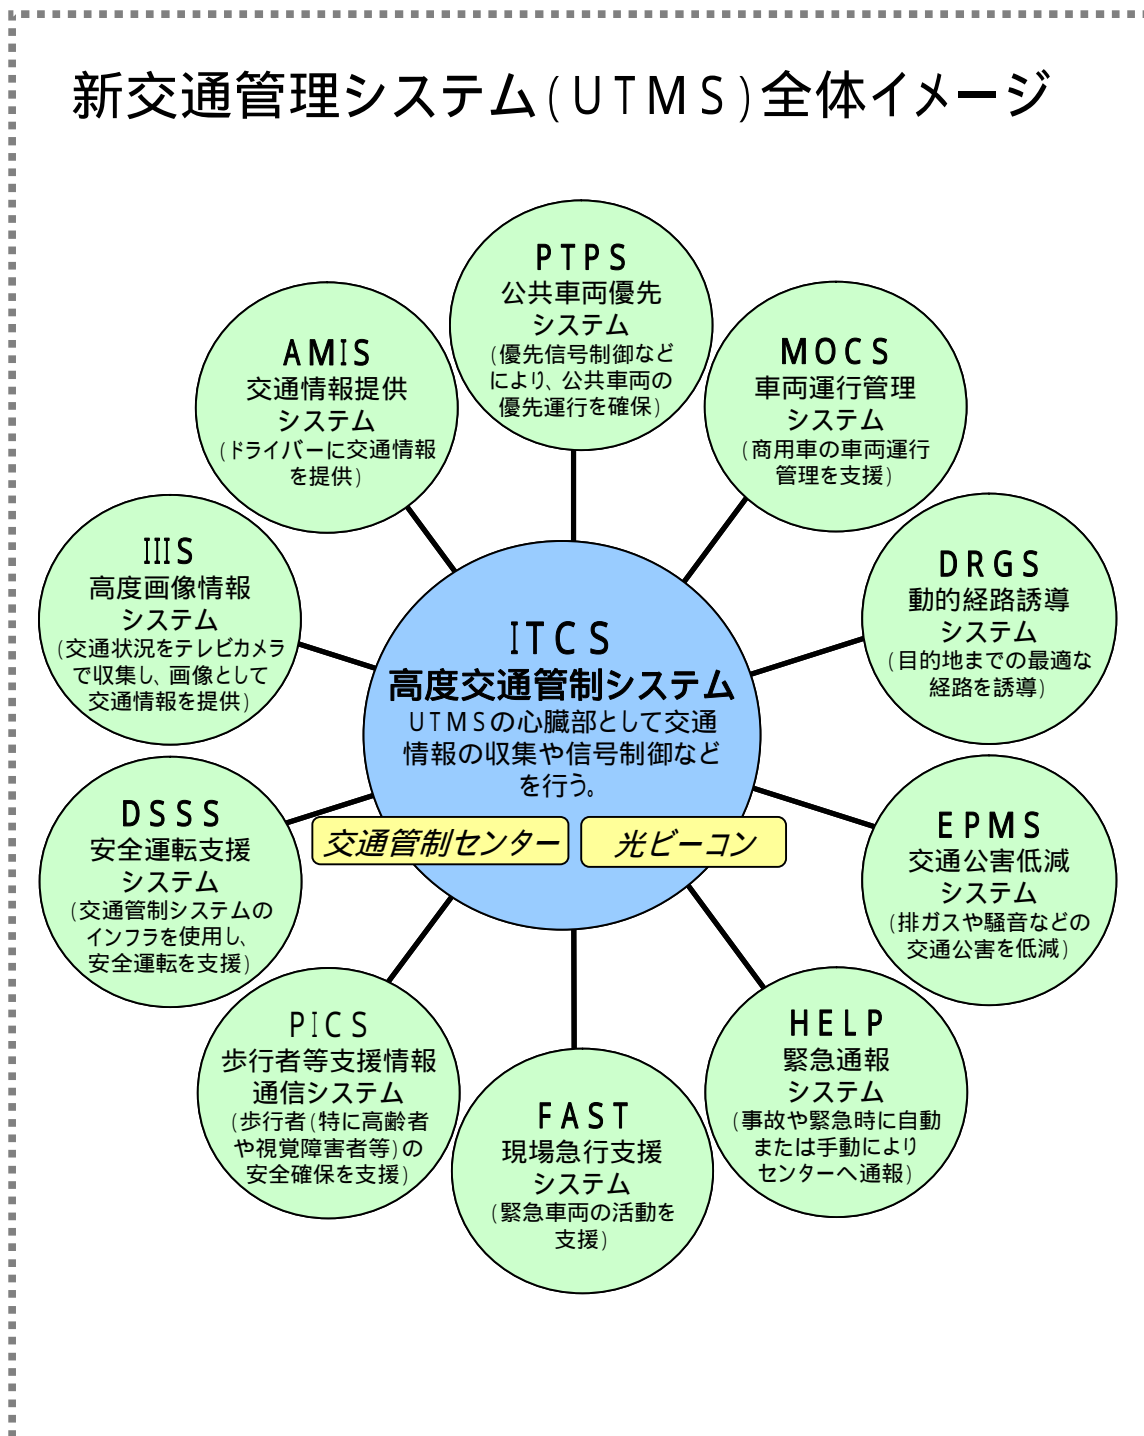 新交通管理システム(UTMS)全体イメージ
PTPS
公共車両優先
システム
(優先信号制御など
により、公共車両の
優先運行を確保)
MOCS
車両運行管理
システム
(商用車の車両運行
管理を支援)
DRGS
動的経路誘導
システム
(目的地までの最適な
経路を誘導)
EPMS
交通公害低減
システム
(排ガスや騒音などの
交通公害を低減)
HELP
緊急通報
システム
(事故や緊急時に自動
または手動により
センターへ通報)
FAST
現場急行支援
システム
(緊急車両の活動を
支援)
PICS
歩行者等支援情報
通信システム
(歩行者(特に高齢者
や視覚障害者等)の
安全確保を支援)
DSSS
安全運転支援
システム
(交通管制システムの
インフラを使用し、
安全運転を支援)
IIIS
高度画像情報
システム
(交通状況をテレビカメラ
で収集し、画像として
交通情報を提供)
AMIS
交通情報提供
システム
(ドライバーに交通情報
を提供)
ITCS
高度交通管制システム
UTMSの心臓部として交通
情報の収集や信号制御など
を行う。
交通管制センター
光ビーコン